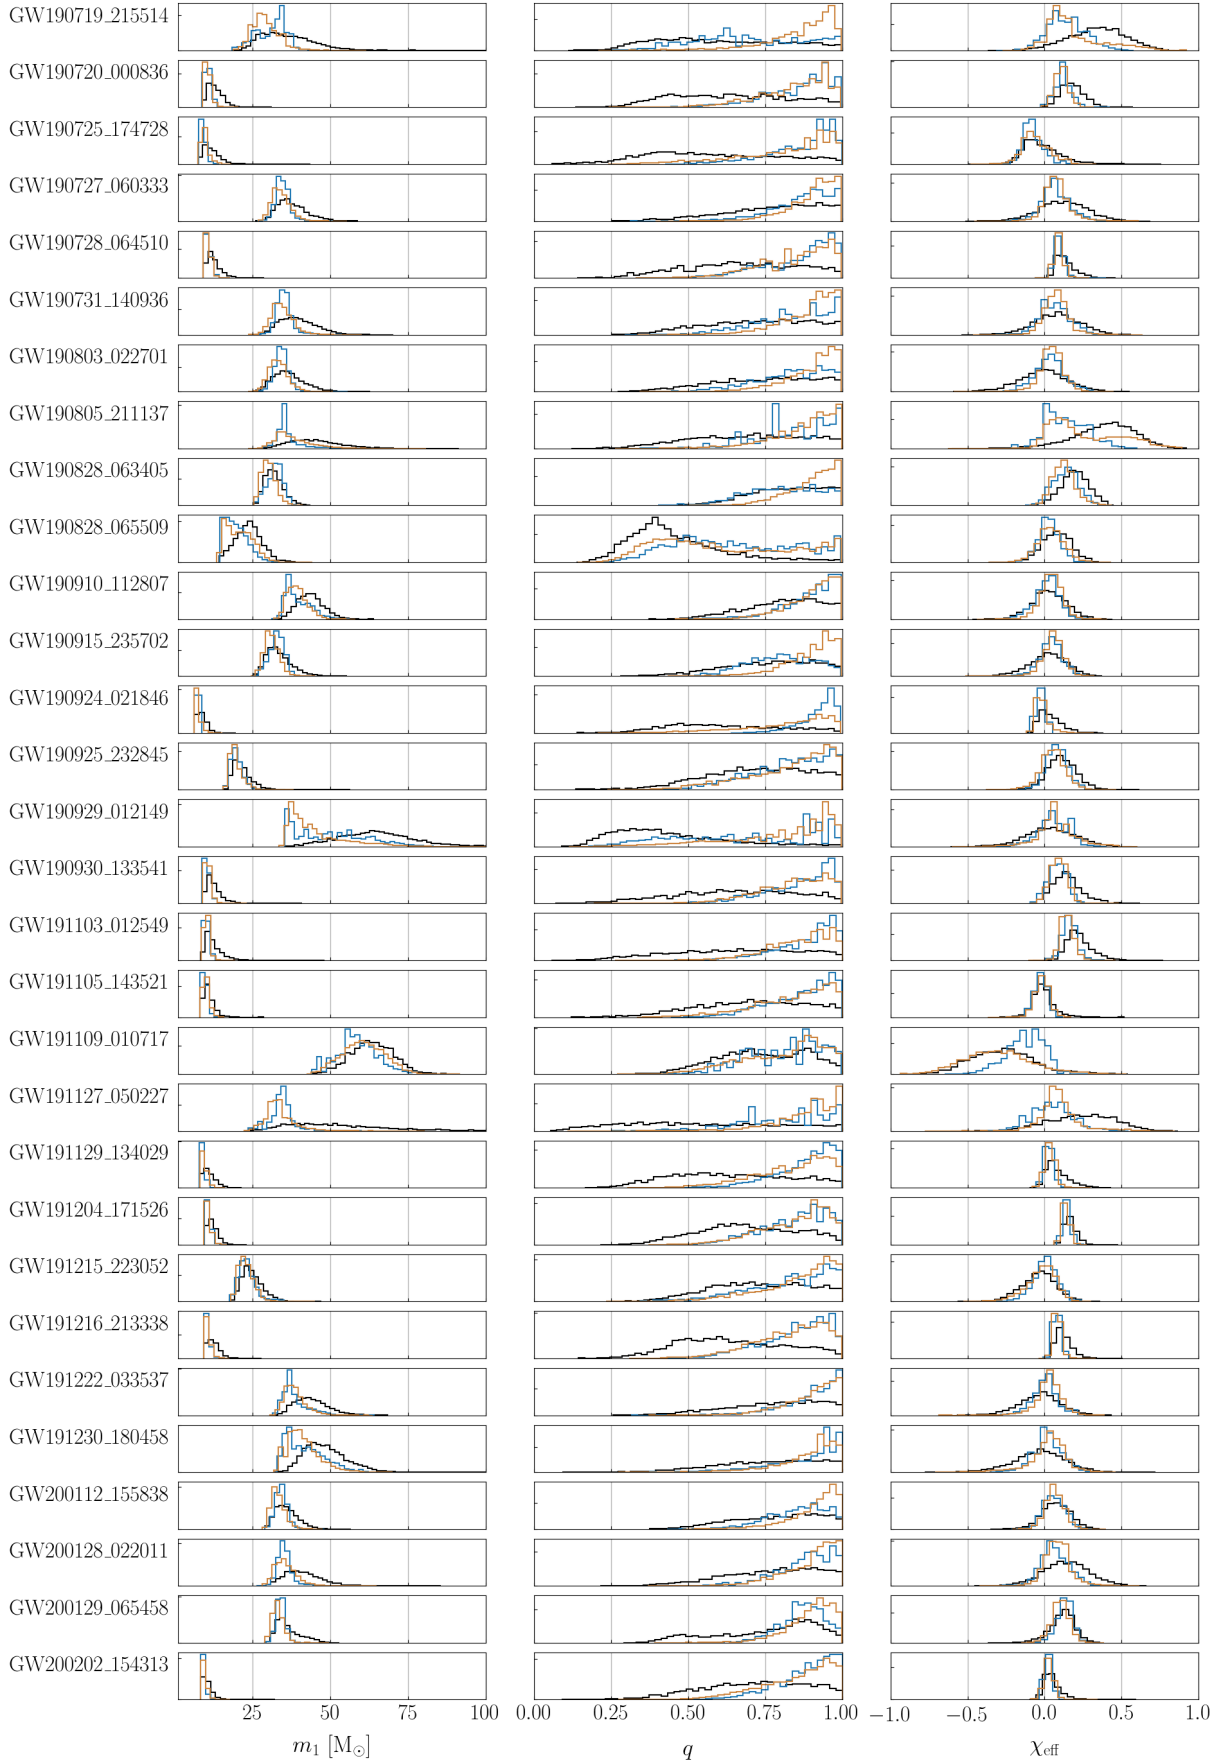 GW190719_215514
GW190720_000836
GW190725_174728
GW190727_060333
GW190728_064510
GW190731_140936
GW190803_022701
GW190805_211137
GW190828_063405
GW190828_065509
GW190910_112807
GW190915_235702
GW190924_021846
GW190925_232845
GW190929_012149
GW190930_133541
GW191103_012549
GW191105_143521
GW191109_010717
GW191127_050227
GW191129_134029
GW191204_171526
GW191215_223052
GW191216_213338
GW191222_033537
GW191230_180458
GW200112_155838
GW200128_022011
GW200129_065458
GW200202_154313
25 50 75 100 0.00 0.25 0.50 0.75 1.00 −1.0 −0.5 0.0 0.5 1.0
m₁ [M⊙] q χeff